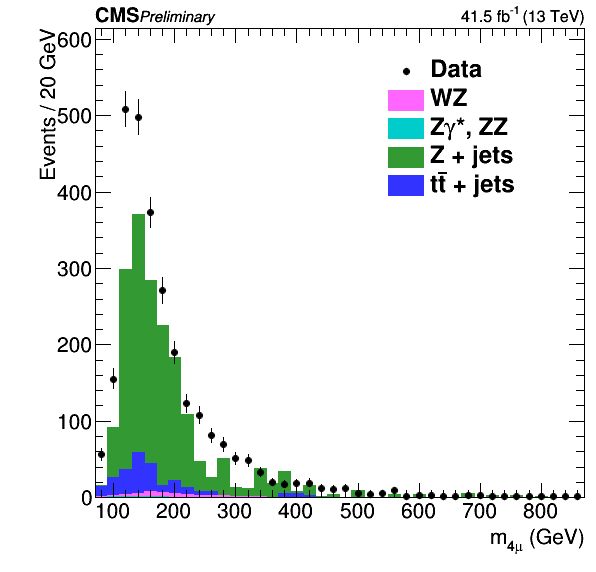 CMS Preliminary 41.5 fb⁻¹ (13 TeV)
Events / 20 GeV
600
500
400
300
200
100
0
Data
WZ
Zγ*, ZZ
Z + jets
tt̄ + jets
100 200 300 400 500 600 700 800
m₄μ (GeV)